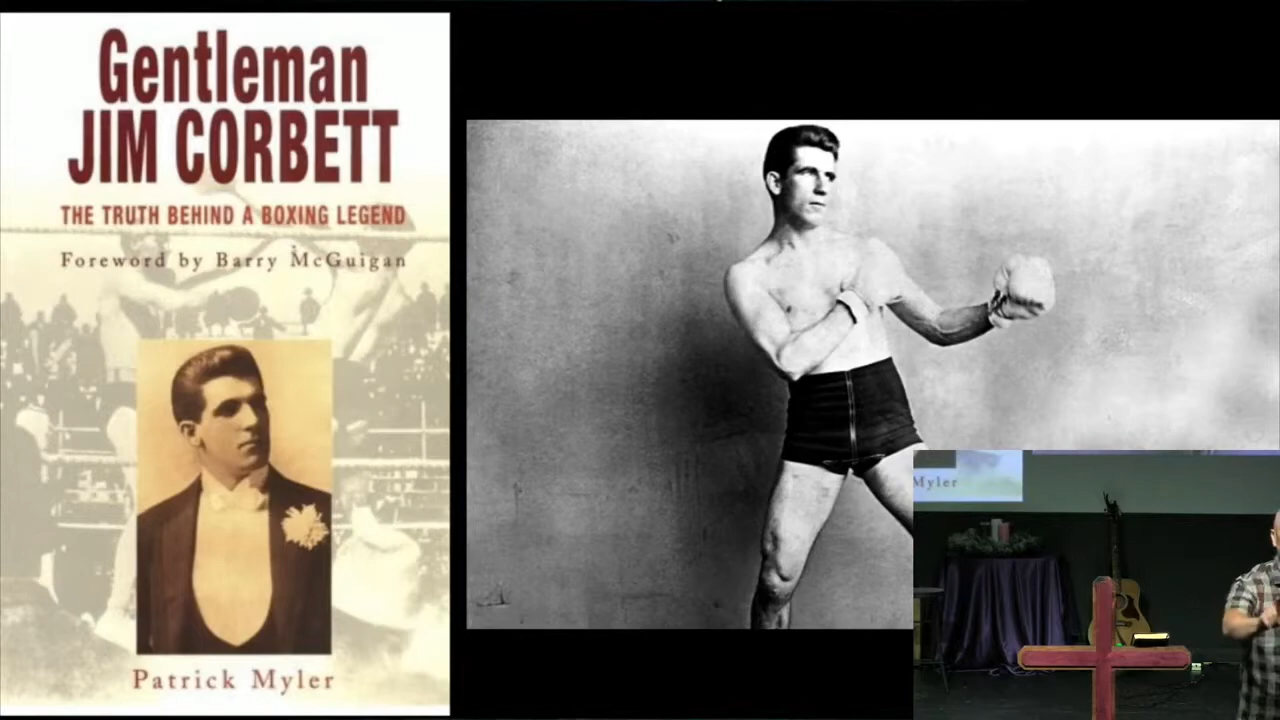 Gentleman
JIM CORBETT
THE TRUTH BEHIND A BOXING LEGEND
Foreword by Barry McGuigan
Patrick Myler
Myler